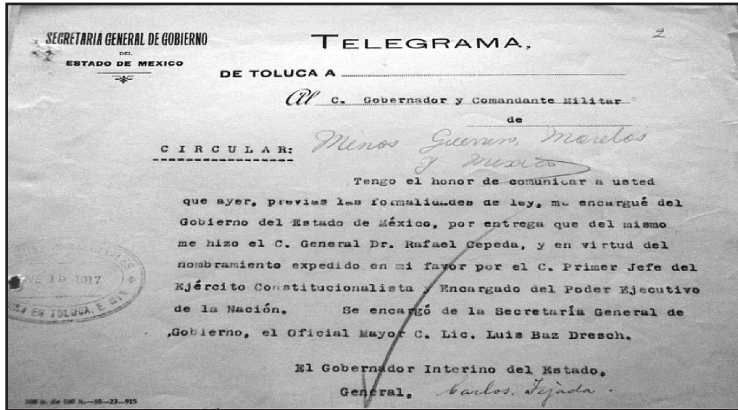 SECRETARIA GENERAL DE GOBIERNO
DEL
ESTADO DE MEXICO
TELEGRAMA,
2
DE TOLUCA A
Al C. Gobernador y Comandante Militar
de
CIRCULAR:
Menos Guerrero, Morelos
y Mexico
Tengo el honor de comunicar a usted
que ayer, previas las formalidades de ley, me encargué del
Gobierno del Estado de México, por entrega que del mismo
me hizo el C. General Dr. Rafael Cepeda, y en virtud del
nombramiento expedido en mi favor por el C. Primer Jefe del
Ejército Constitucionalista y Encargado del Poder Ejecutivo
de la Nación. Se encargó de la Secretaría General de
Gobierno, el Oficial Mayor C. Lic. Luis Baz Dresch.
1917
EN TOLUCA, E.
El Gobernador Interino del Estado,
General, Carlos Tejada.